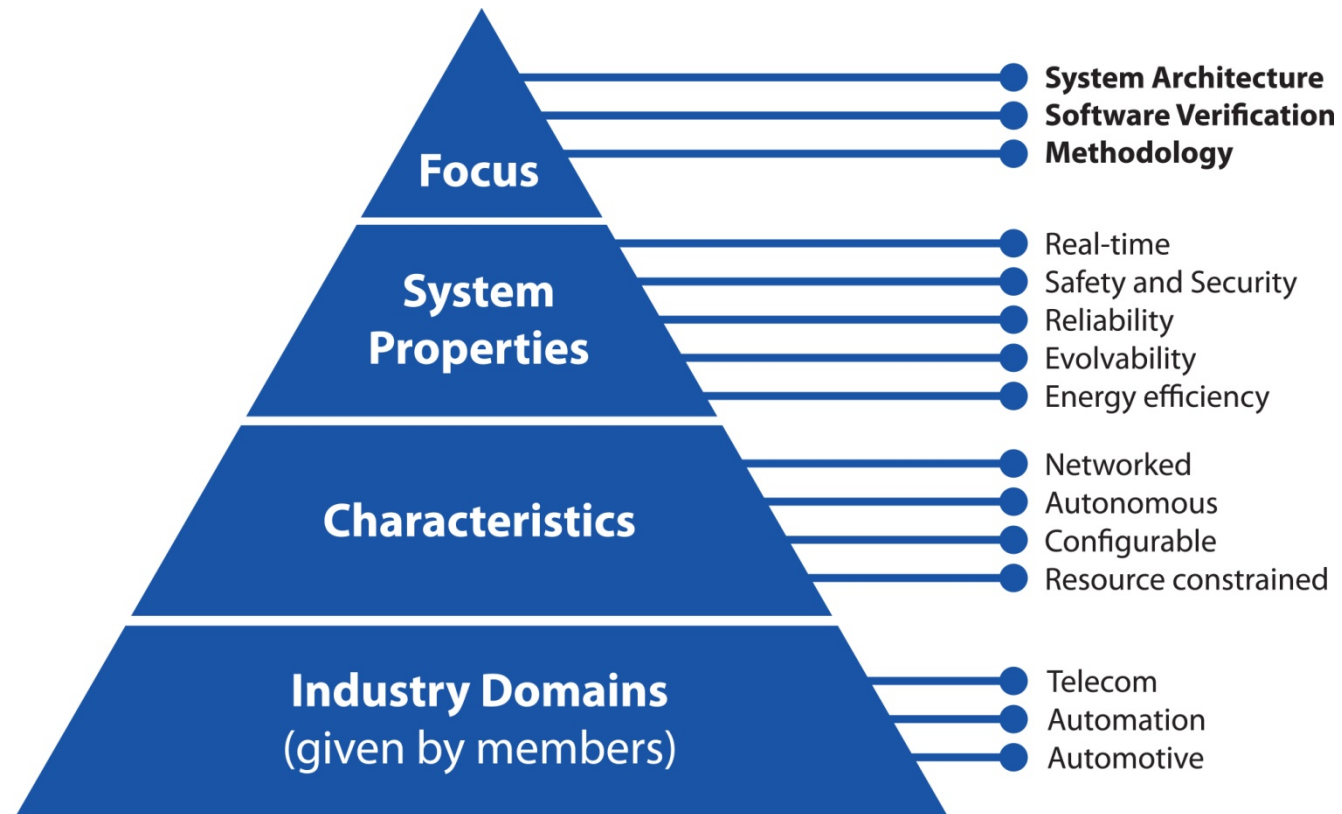 System Architecture
Software Verification
Methodology
Focus
Real-time
Safety and Security
Reliability
Evolvability
Energy efficiency
System
Properties
Networked
Autonomous
Configurable
Resource constrained
Characteristics
Telecom
Automation
Automotive
Industry Domains
(given by members)